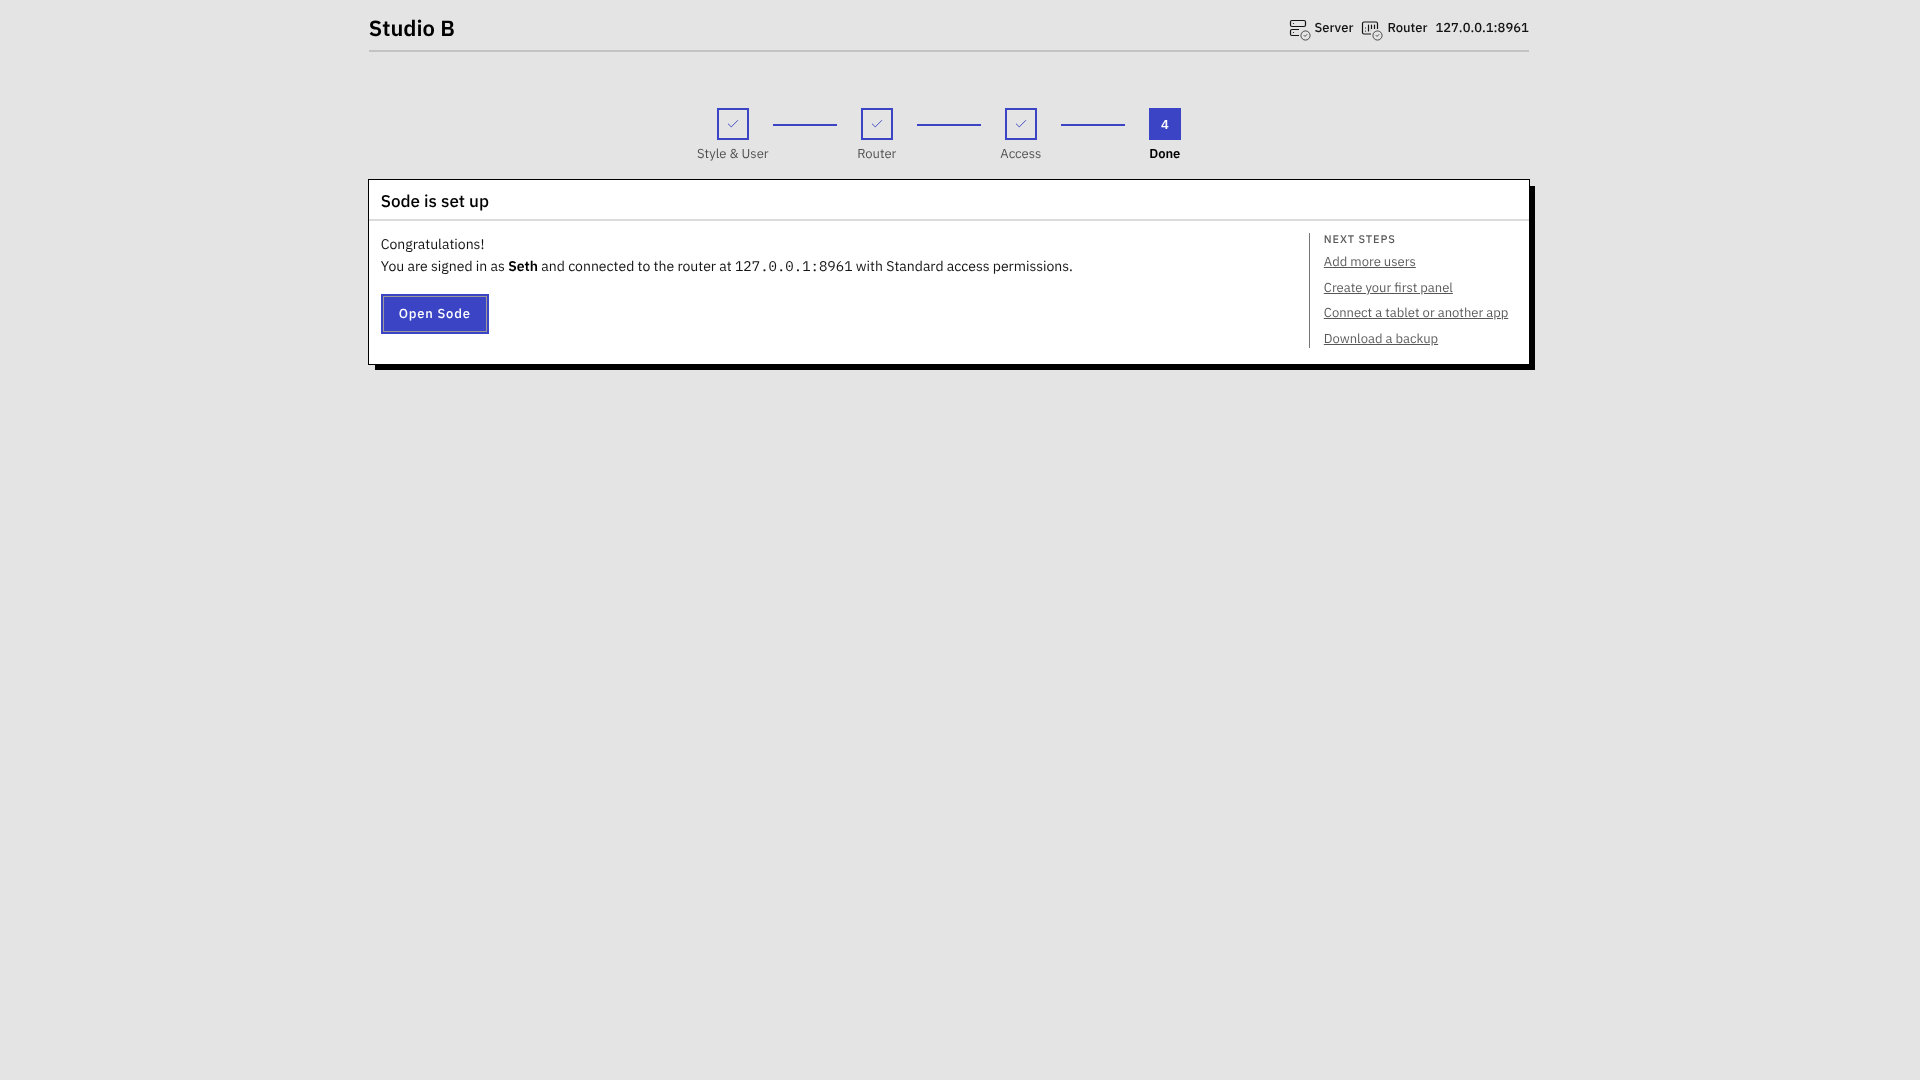 Studio B
Server Router 127.0.0.1:8961
4
Style & User Router Access Done
Sode is set up
Congratulations!
You are signed in as Seth and connected to the router at 127.0.0.1:8961 with Standard access permissions.
Open Sode
NEXT STEPS
Add more users
Create your first panel
Connect a tablet or another app
Download a backup